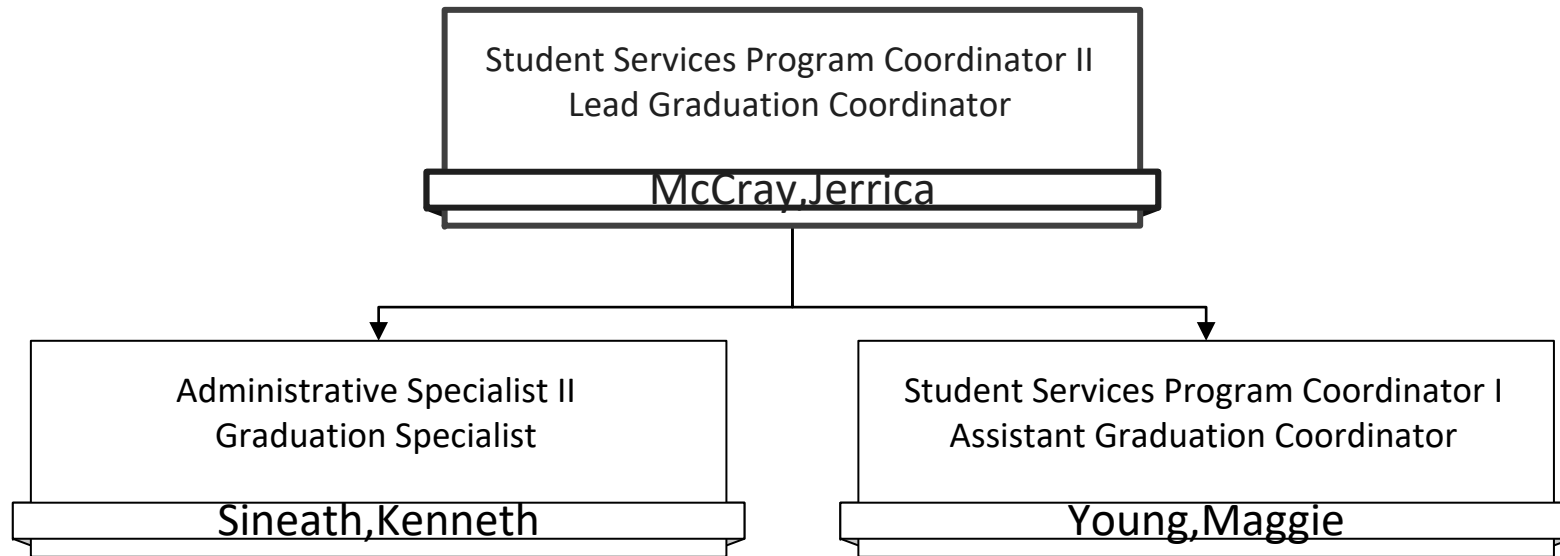 Student Services Program Coordinator II
Lead Graduation Coordinator
McCray,Jerrica
Administrative Specialist II
Graduation Specialist
Sineath,Kenneth
Student Services Program Coordinator I
Assistant Graduation Coordinator
Young,Maggie